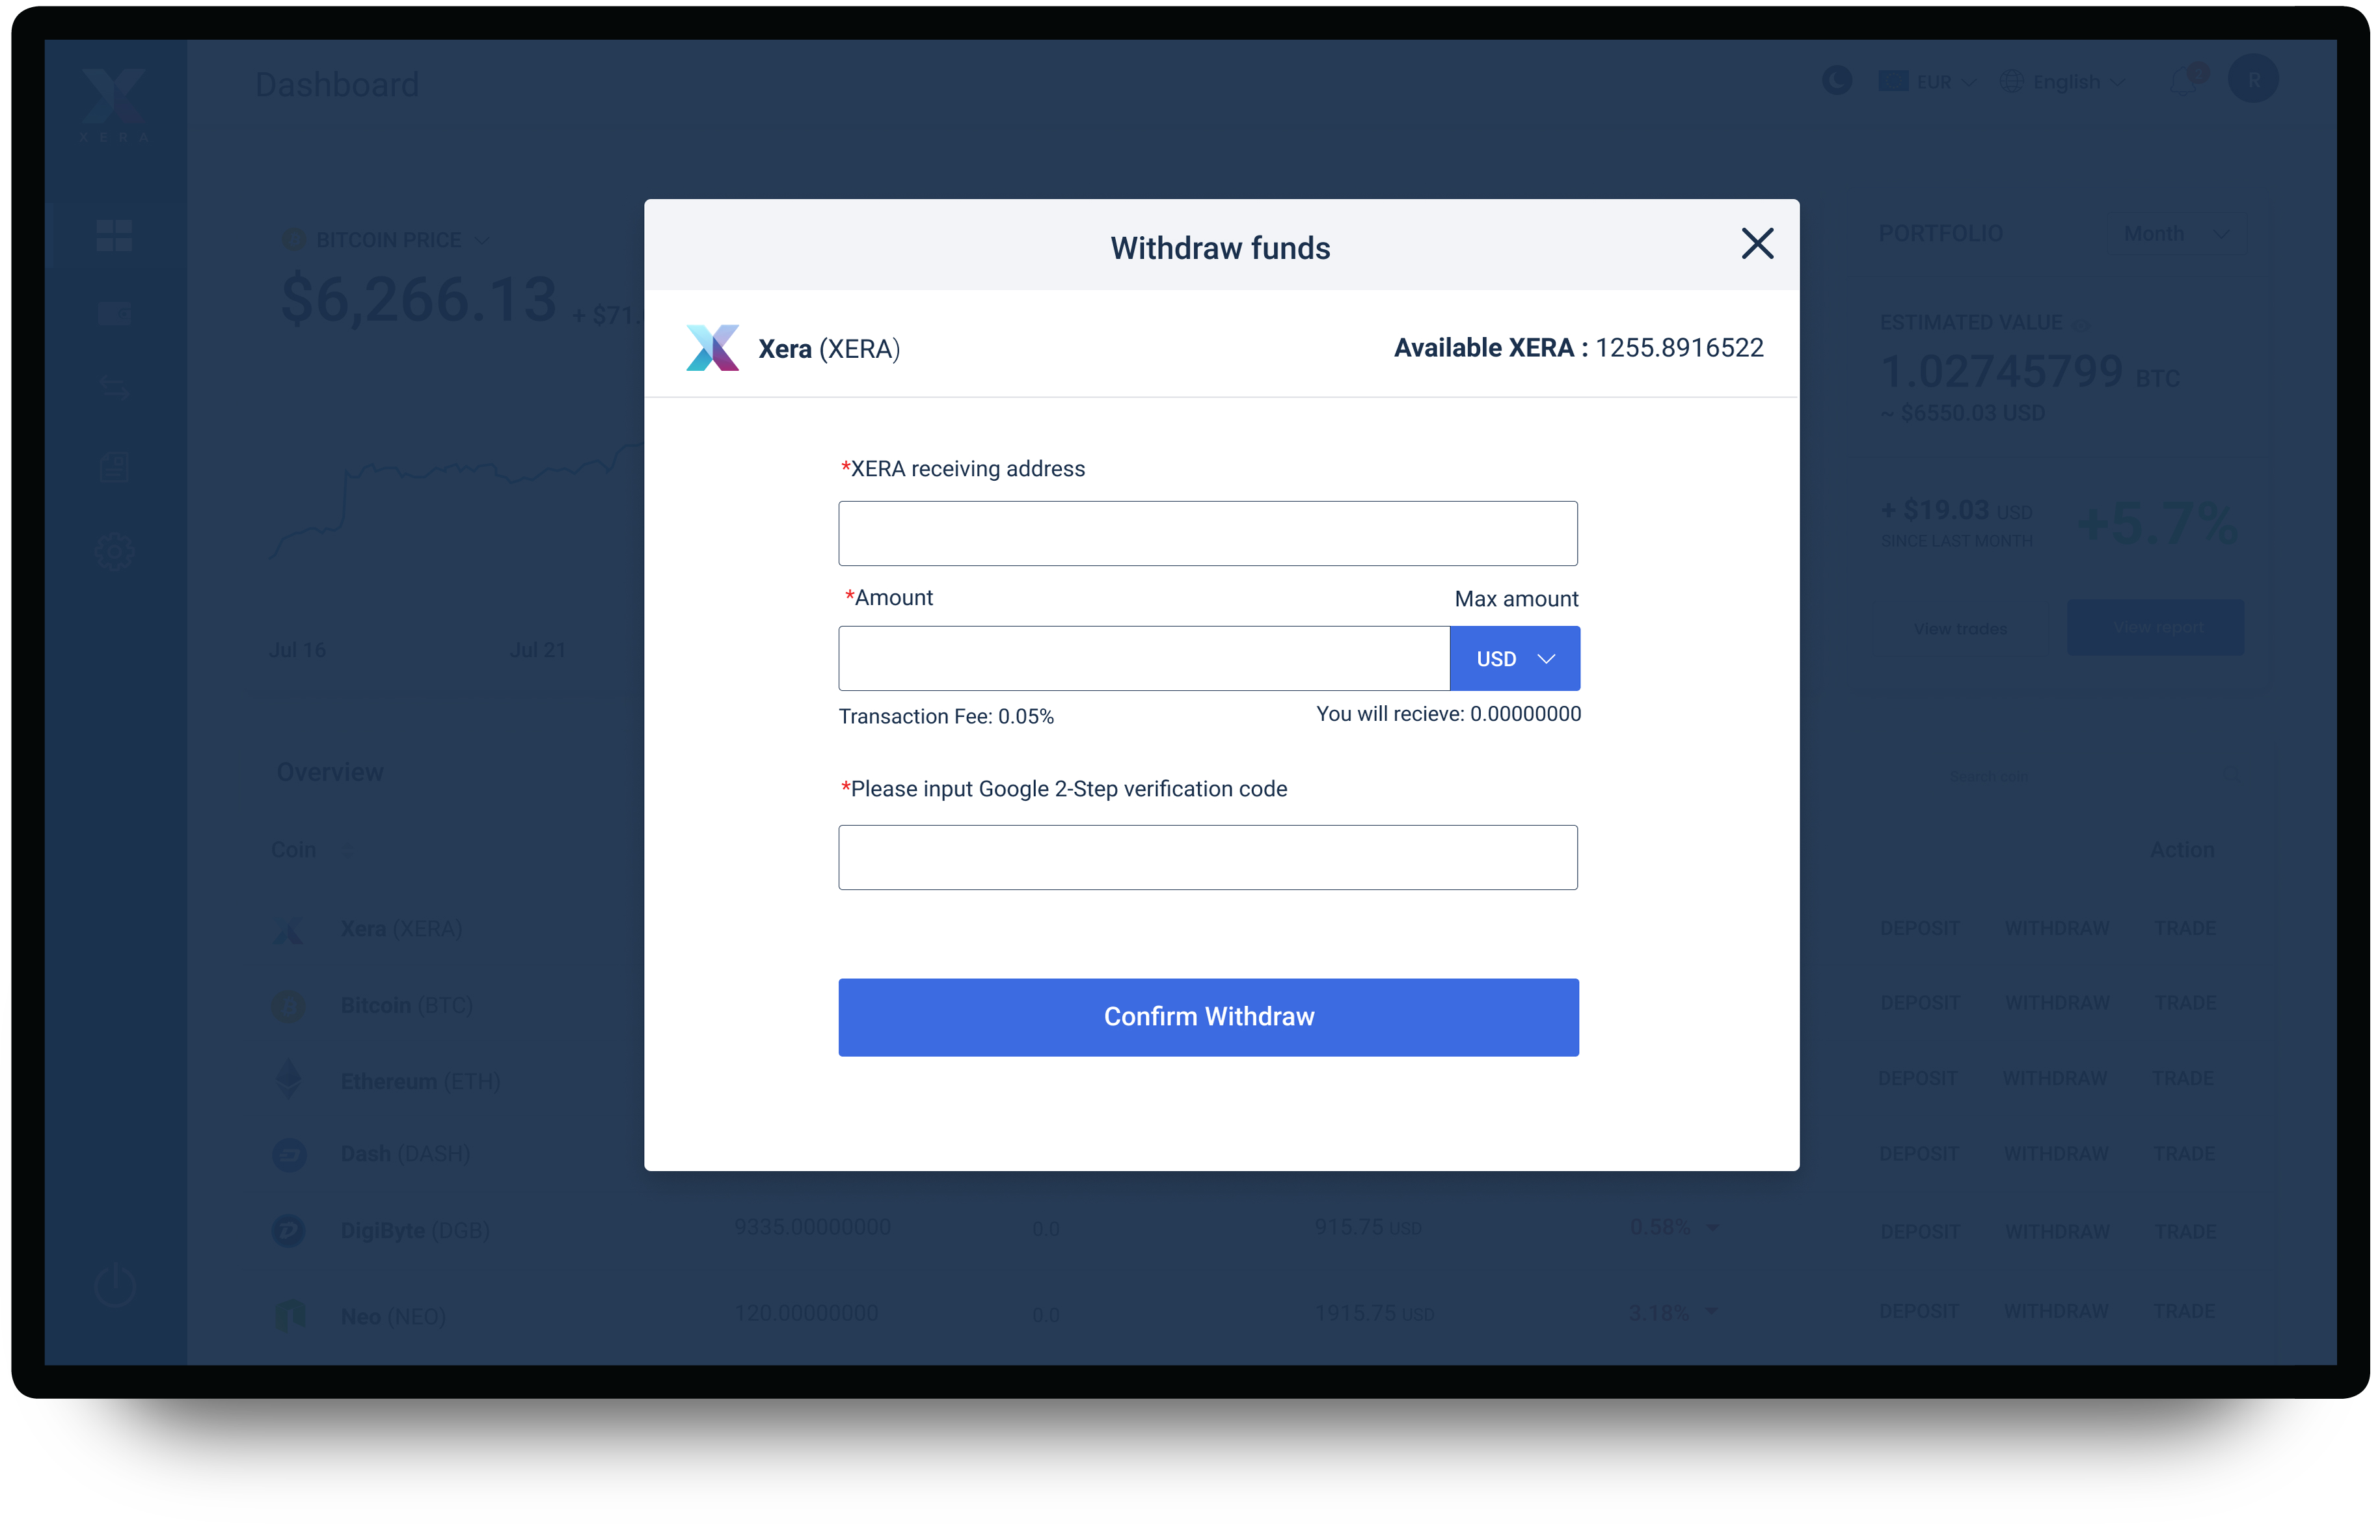 XERA
Dashboard
EUR
English
R
BITCOIN PRICE
$6,266.13 + $71.
Jul 16
Jul 21
Withdraw funds
Xera (XERA)
Available XERA : 1255.8916522
*XERA receiving address
*Amount
Max amount
USD
Transaction Fee: 0.05%
You will recieve: 0.00000000
*Please input Google 2-Step verification code
Confirm Withdraw
PORTFOLIO
Month
ESTIMATED VALUE
1.02745799 BTC
~ $6550.03 USD
+ $19.03 USD
SINCE LAST MONTH
+5.7%
View trades
View report
Overview
Search coin
Coin
Action
Xera (XERA)
DEPOSIT WITHDRAW TRADE
Bitcoin (BTC)
DEPOSIT WITHDRAW TRADE
Ethereum (ETH)
DEPOSIT WITHDRAW TRADE
Dash (DASH)
DEPOSIT WITHDRAW TRADE
DigiByte (DGB) 9335.00000000 0.0 915.75 USD 0.58% DEPOSIT WITHDRAW TRADE
Neo (NEO) 120.00000000 0.0 1915.75 USD 3.18% DEPOSIT WITHDRAW TRADE